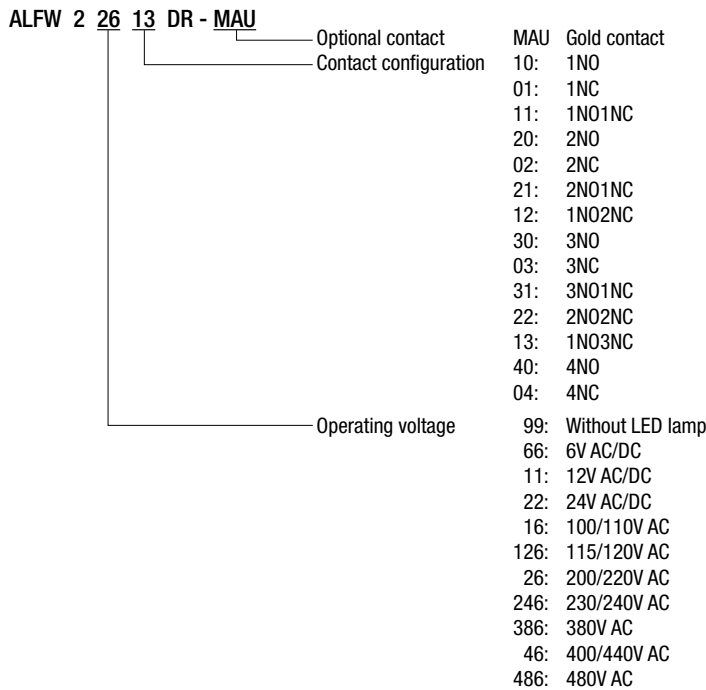 ALFW 2 26 13 DR - MAU
Optional contact MAU Gold contact
Contact configuration 10: 1NO
01: 1NC
11: 1NO1NC
20: 2NO
02: 2NC
21: 2NO1NC
12: 1NO2NC
30: 3NO
03: 3NC
31: 3NO1NC
22: 2NO2NC
13: 1NO3NC
40: 4NO
04: 4NC
Operating voltage 99: Without LED lamp
66: 6V AC/DC
11: 12V AC/DC
22: 24V AC/DC
16: 100/110V AC
126: 115/120V AC
26: 200/220V AC
246: 230/240V AC
386: 380V AC
46: 400/440V AC
486: 480V AC